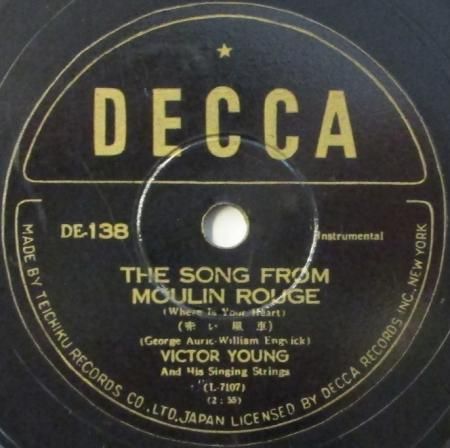 DECCA
DE-138
Instrumental
THE SONG FROM
MOULIN ROUGE
(Where Is Your Heart)
(赤い風車)
(George Auric-William Engvick)
VICTOR YOUNG
And His Singing Strings
(L-7107)
(2:55)
MADE BY TEICHIKU RECORDS CO., LTD, JAPAN LICENSED BY DECCA RECORDS INC, NEW YORK